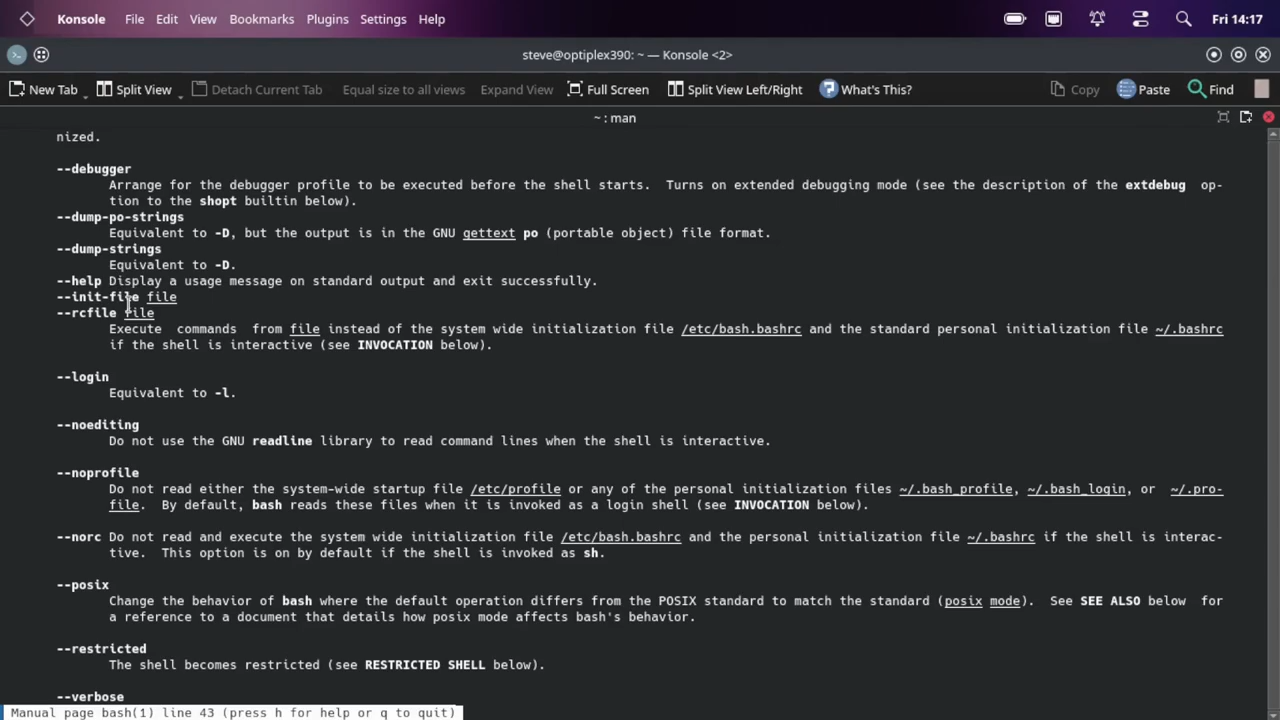 Konsole File Edit View Bookmarks Plugins Settings Help Fri 14:17
steve@optiplex390: ~ — Konsole <2>
New Tab Split View Detach Current Tab Equal size to all views Expand View Full Screen Split View Left/Right What's This? Copy Paste Find
~ : man
nized.
--debugger
Arrange for the debugger profile to be executed before the shell starts. Turns on extended debugging mode (see the description of the extdebug op-
tion to the shopt builtin below).
--dump-po-strings
Equivalent to -D, but the output is in the GNU gettext po (portable object) file format.
--dump-strings
Equivalent to -D.
--help Display a usage message on standard output and exit successfully.
--init-file file
--rcfile file
Execute commands from file instead of the system wide initialization file /etc/bash.bashrc and the standard personal initialization file ~/.bashrc
if the shell is interactive (see INVOCATION below).
--login
Equivalent to -l.
--noediting
Do not use the GNU readline library to read command lines when the shell is interactive.
--noprofile
Do not read either the system-wide startup file /etc/profile or any of the personal initialization files ~/.bash_profile, ~/.bash_login, or ~/.pro-
file. By default, bash reads these files when it is invoked as a login shell (see INVOCATION below).
--norc Do not read and execute the system wide initialization file /etc/bash.bashrc and the personal initialization file ~/.bashrc if the shell is interac-
tive. This option is on by default if the shell is invoked as sh.
--posix
Change the behavior of bash where the default operation differs from the POSIX standard to match the standard (posix mode). See SEE ALSO below for
a reference to a document that details how posix mode affects bash's behavior.
--restricted
The shell becomes restricted (see RESTRICTED SHELL below).
--verbose
Manual page bash(1) line 43 (press h for help or q to quit)